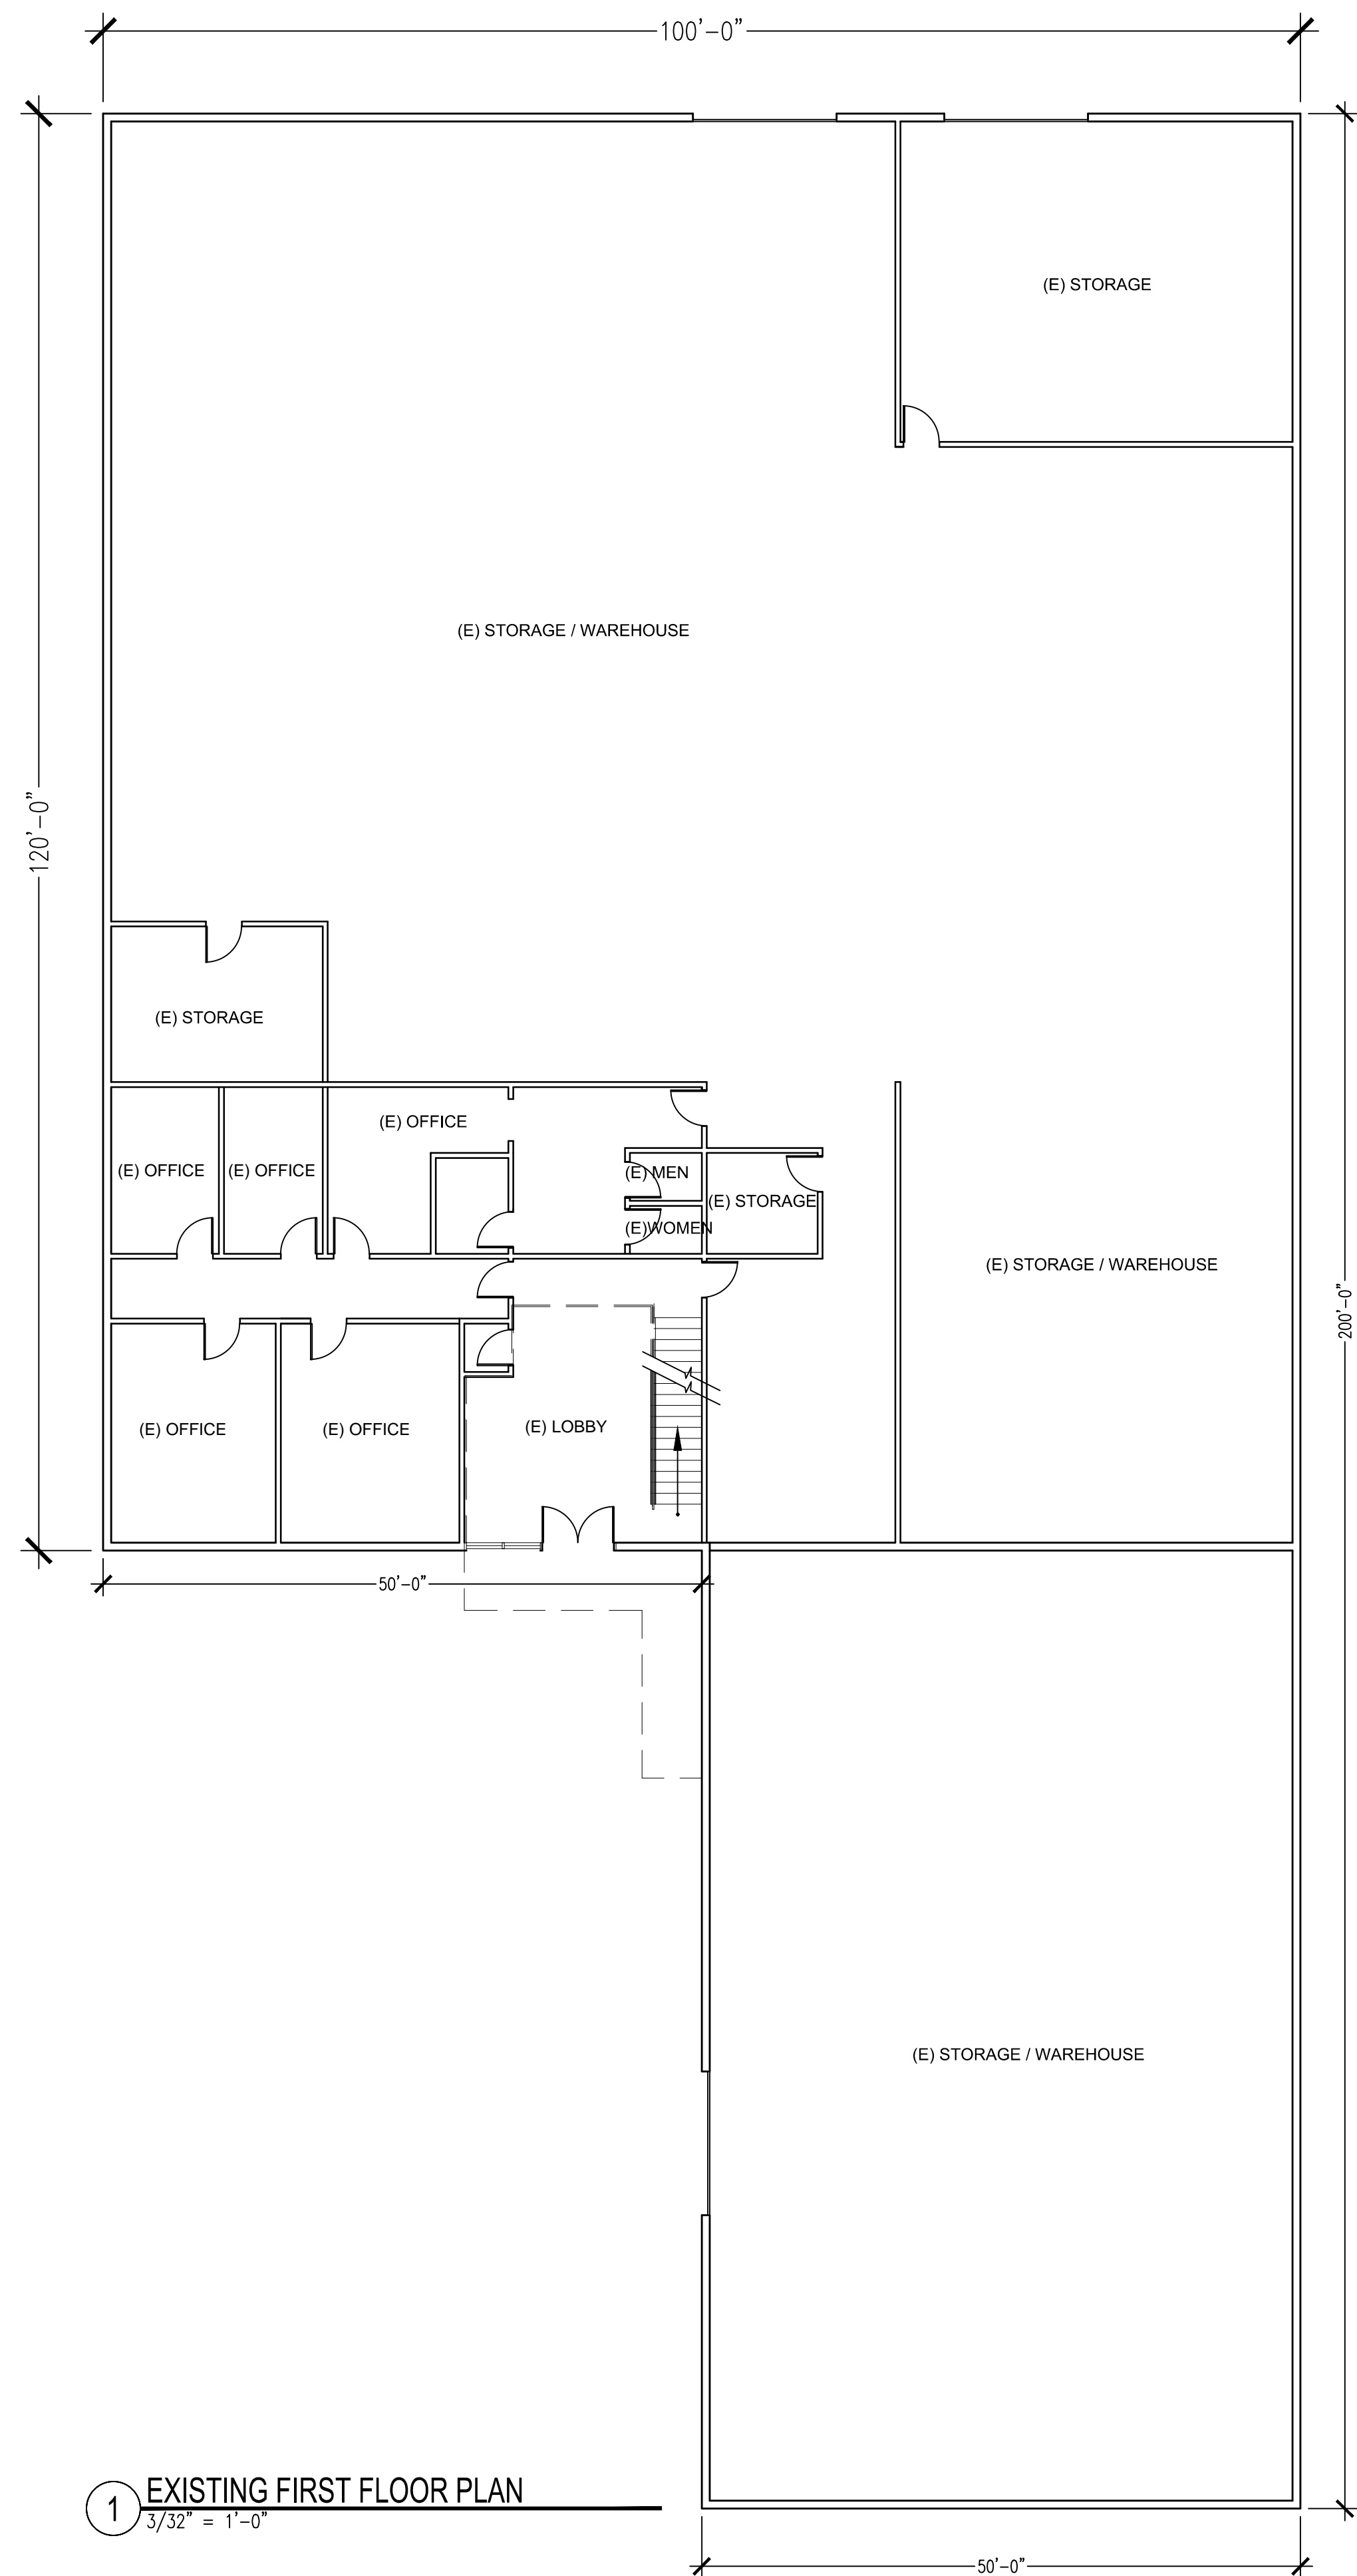 100'-0"
(E) STORAGE
(E) STORAGE / WAREHOUSE
120'-0"
(E) STORAGE
(E) OFFICE
(E) OFFICE
(E) OFFICE
(E) MEN
(E) STORAGE
(E)WOMEN
(E) STORAGE / WAREHOUSE
200'-0"
(E) OFFICE
(E) OFFICE
(E) LOBBY
50'-0"
(E) STORAGE / WAREHOUSE
1
EXISTING FIRST FLOOR PLAN
3/32" = 1'-0"
50'-0"